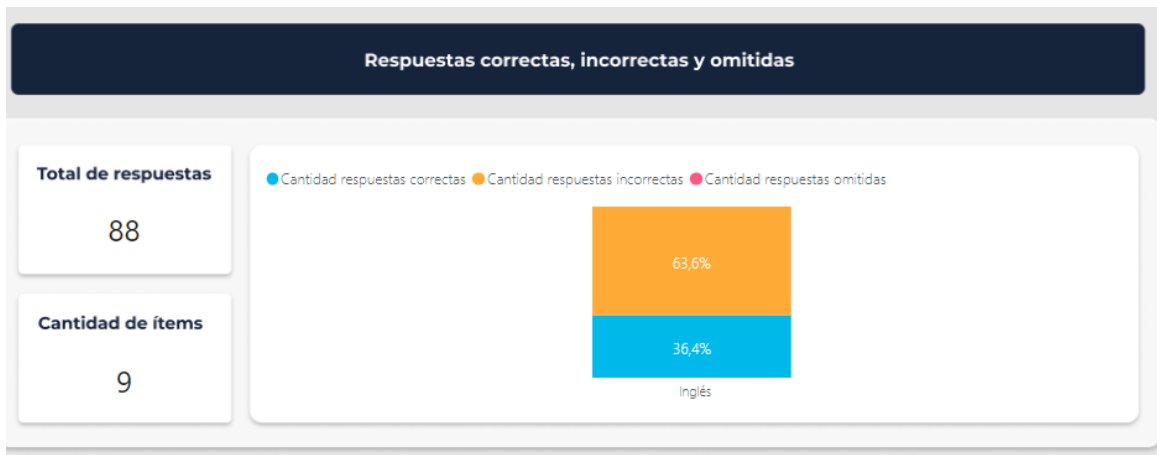 Respuestas correctas, incorrectas y omitidas
Total de respuestas
88
Cantidad de ítems
9
Cantidad respuestas correctas Cantidad respuestas incorrectas Cantidad respuestas omitidas
63,6%
36,4%
Inglés